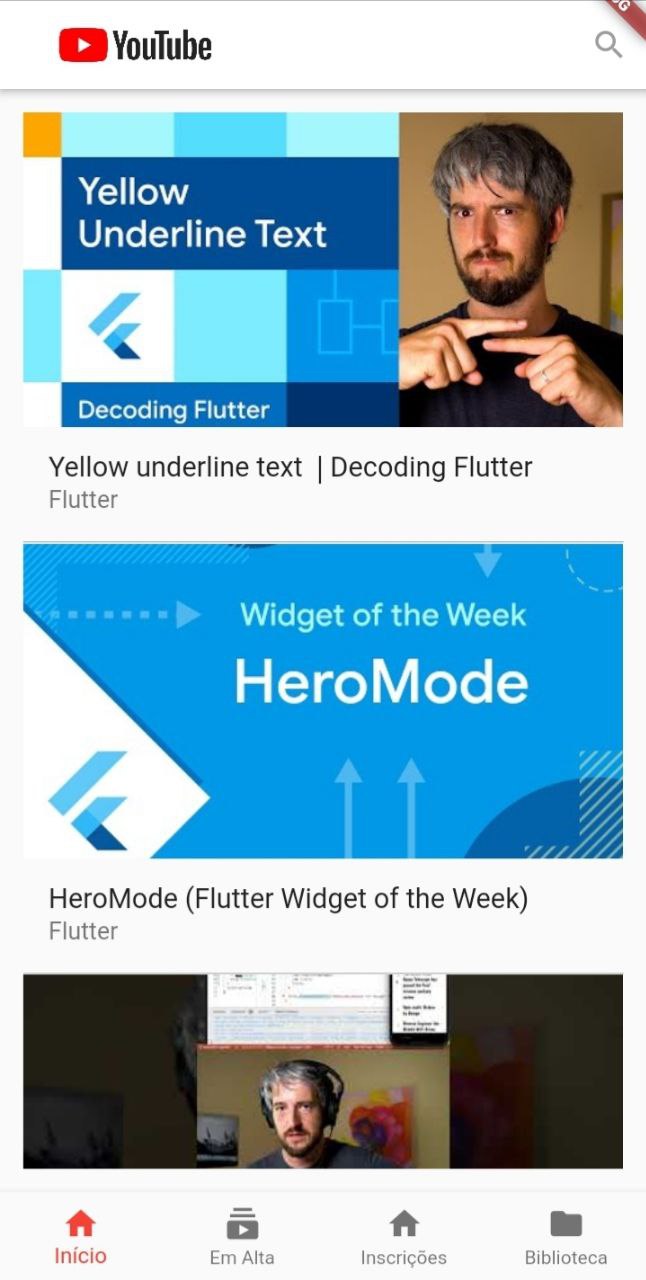 YouTube
Yellow
Underline Text
Decoding Flutter
Yellow underline text | Decoding Flutter
Flutter
Widget of the Week
HeroMode
HeroMode (Flutter Widget of the Week)
Flutter
Início
Em Alta
Inscrições
Biblioteca